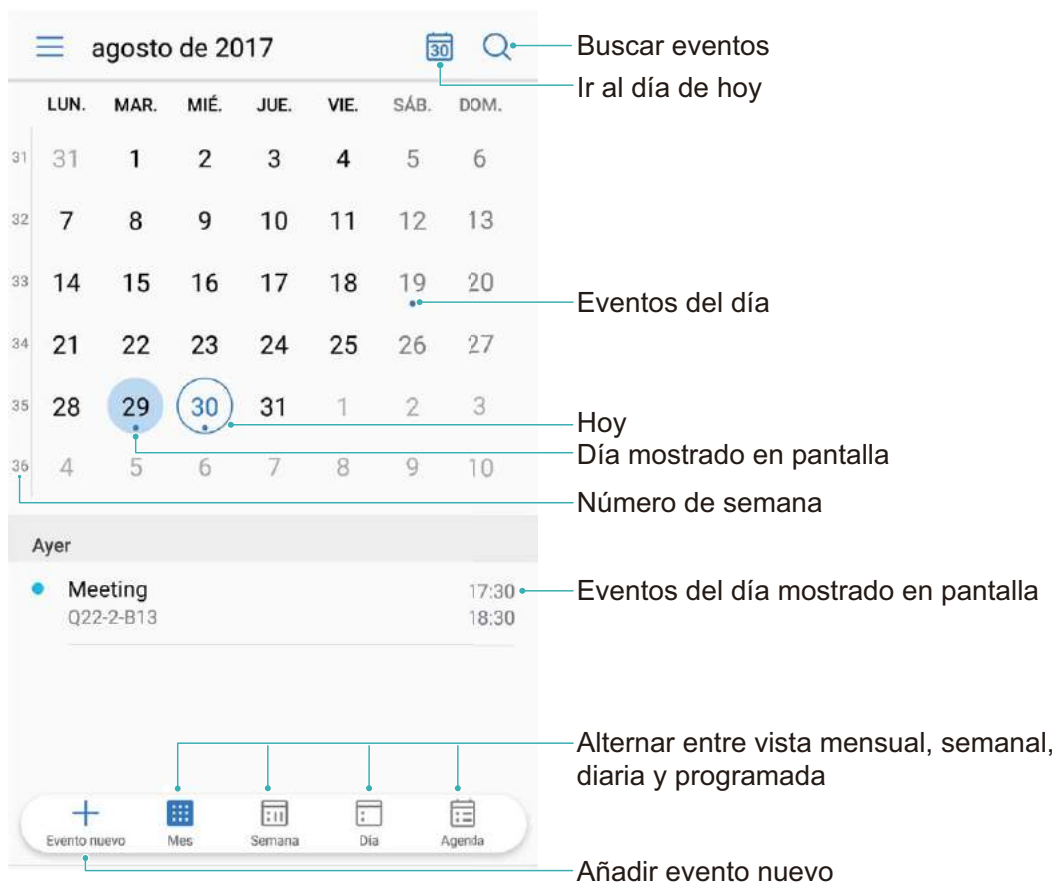 agosto de 2017
30
Buscar eventos
Ir al día de hoy
LUN. MAR. MIÉ. JUE. VIE. SÁB. DOM.
31 31 1 2 3 4 5 6
32 7 8 9 10 11 12 13
33 14 15 16 17 18 19 20
Eventos del día
34 21 22 23 24 25 26 27
35 28 29 30 31 1 2 3
Hoy
Día mostrado en pantalla
36 4 5 6 7 8 9 10
Número de semana
Ayer
Meeting 17:30
Eventos del día mostrado en pantalla
Q22-2-B13 18:30
Alternar entre vista mensual, semanal,
diaria y programada
Evento nuevo Mes Semana Día Agenda
Añadir evento nuevo